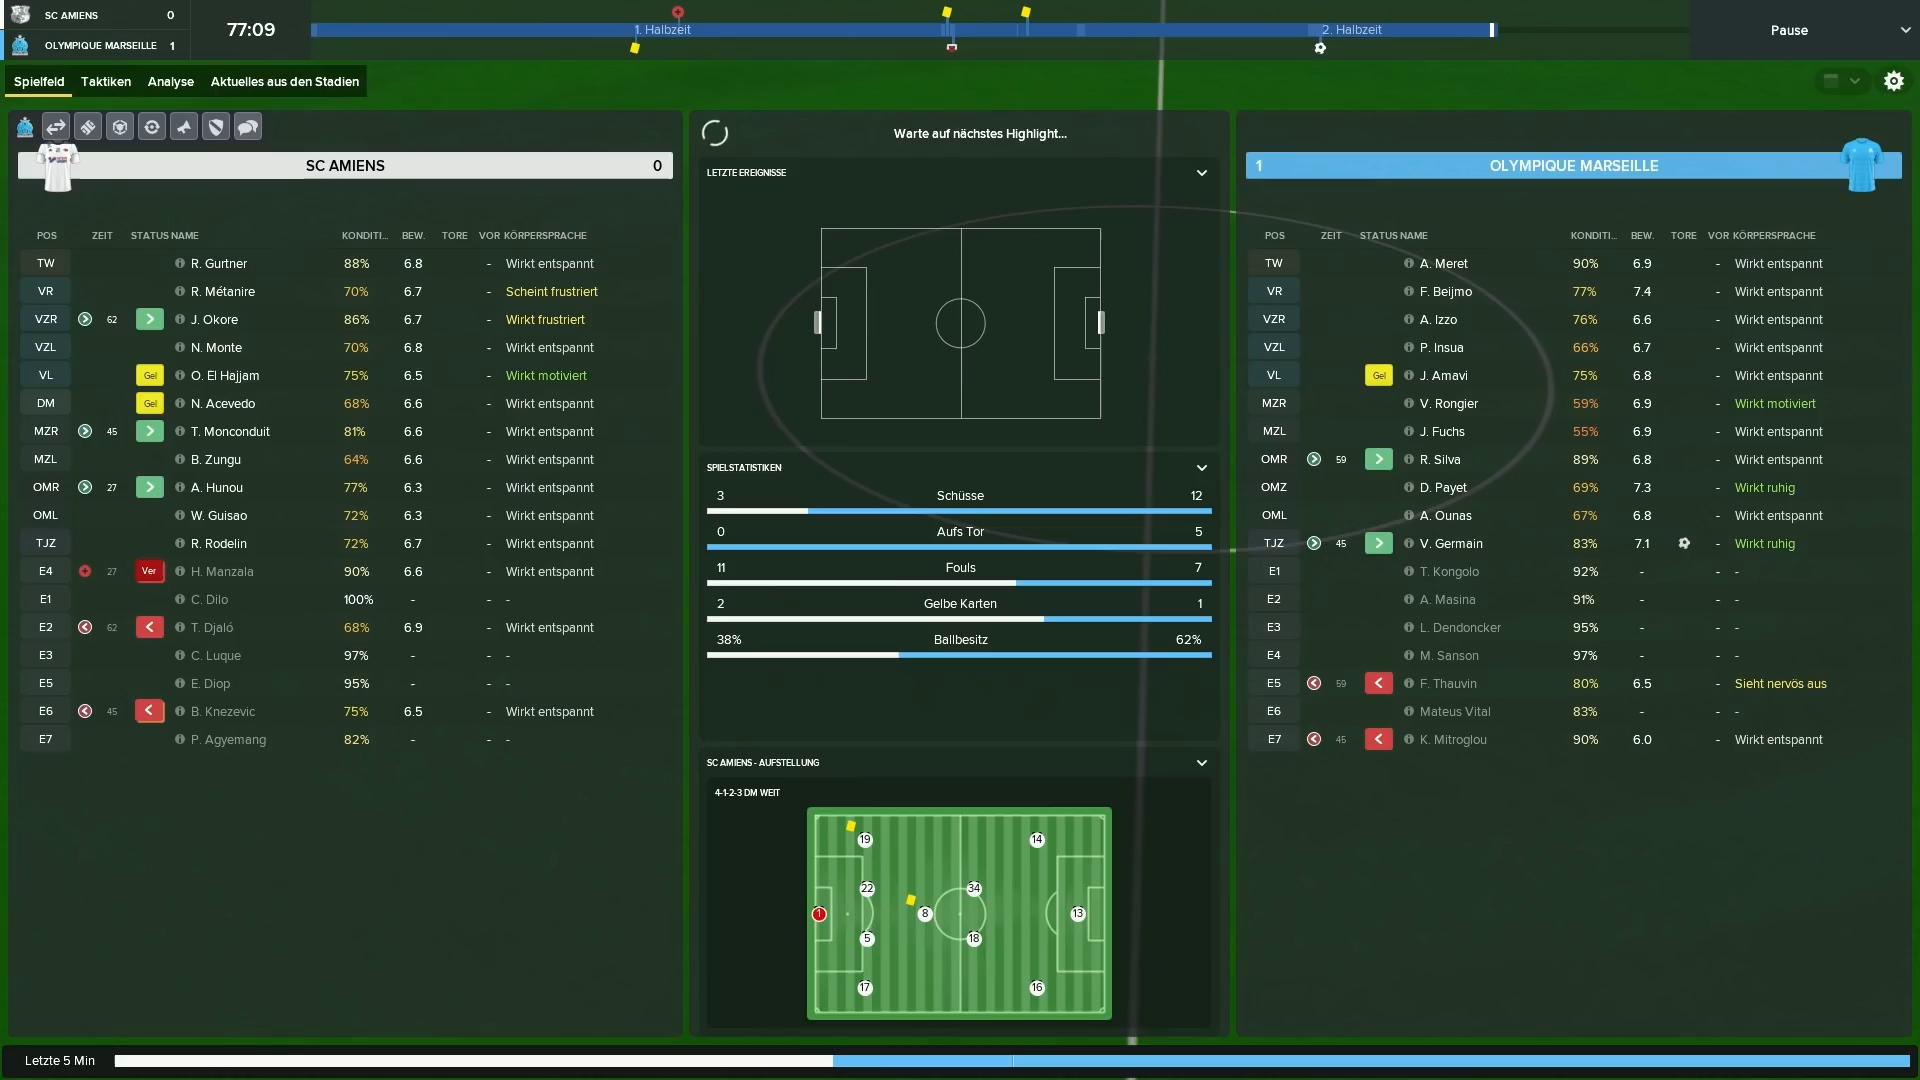 SC AMIENS 0
OLYMPIQUE MARSEILLE 1
77:09
1. Halbzeit
2. Halbzeit
Pause
Spielfeld Taktiken Analyse Aktuelles aus den Stadien
SC AMIENS 0
POS ZEIT STATUS NAME KONDITI... BEW. TORE VOR KÖRPERSPRACHE
TW R. Gurtner 88% 6.8 - Wirkt entspannt
VR R. Métanire 70% 6.7 - Scheint frustriert
VZR 62 J. Okore 86% 6.7 - Wirkt frustriert
VZL N. Monte 70% 6.8 - Wirkt entspannt
VL Gel O. El Hajjam 75% 6.5 - Wirkt motiviert
DM Gel N. Acevedo 68% 6.6 - Wirkt entspannt
MZR 45 T. Monconduit 81% 6.6 - Wirkt entspannt
MZL B. Zungu 64% 6.6 - Wirkt entspannt
OMR 27 A. Hunou 77% 6.3 - Wirkt entspannt
OML W. Guisao 72% 6.3 - Wirkt entspannt
TJZ R. Rodelin 72% 6.7 - Wirkt entspannt
E4 27 Ver H. Manzala 90% 6.6 - Wirkt entspannt
E1 C. Dilo 100% - - -
E2 62 T. Djaló 68% 6.9 - Wirkt entspannt
E3 C. Luque 97% - - -
E5 E. Diop 95% - - -
E6 45 B. Knezevic 75% 6.5 - Wirkt entspannt
E7 P. Agyemang 82% - - -
Warte auf nächstes Highlight...
LETZTE EREIGNISSE
SPIELSTATISTIKEN
3 Schüsse 12
0 Aufs Tor 5
11 Fouls 7
2 Gelbe Karten 1
38% Ballbesitz 62%
SC AMIENS - AUFSTELLUNG
4-1-2-3 DM WEIT
19 14
22 34
1 8 13
5 18
17 16
1 OLYMPIQUE MARSEILLE
POS ZEIT STATUS NAME KONDITI... BEW. TORE VOR KÖRPERSPRACHE
TW A. Meret 90% 6.9 - Wirkt entspannt
VR F. Beijmo 77% 7.4 - Wirkt entspannt
VZR A. Izzo 76% 6.6 - Wirkt entspannt
VZL P. Insua 66% 6.7 - Wirkt entspannt
VL Gel J. Amavi 75% 6.8 - Wirkt entspannt
MZR V. Rongier 59% 6.9 - Wirkt motiviert
MZL J. Fuchs 55% 6.9 - Wirkt entspannt
OMR 59 R. Silva 89% 6.8 - Wirkt entspannt
OMZ D. Payet 69% 7.3 - Wirkt ruhig
OML A. Ounas 67% 6.8 - Wirkt entspannt
TJZ 45 V. Germain 83% 7.1 - Wirkt ruhig
E1 T. Kongolo 92% - - -
E2 A. Masina 91% - - -
E3 L. Dendoncker 95% - - -
E4 M. Sanson 97% - - -
E5 59 F. Thauvin 80% 6.5 - Sieht nervös aus
E6 Mateus Vital 83% - - -
E7 45 K. Mitroglou 90% 6.0 - Wirkt entspannt
Letzte 5 Min